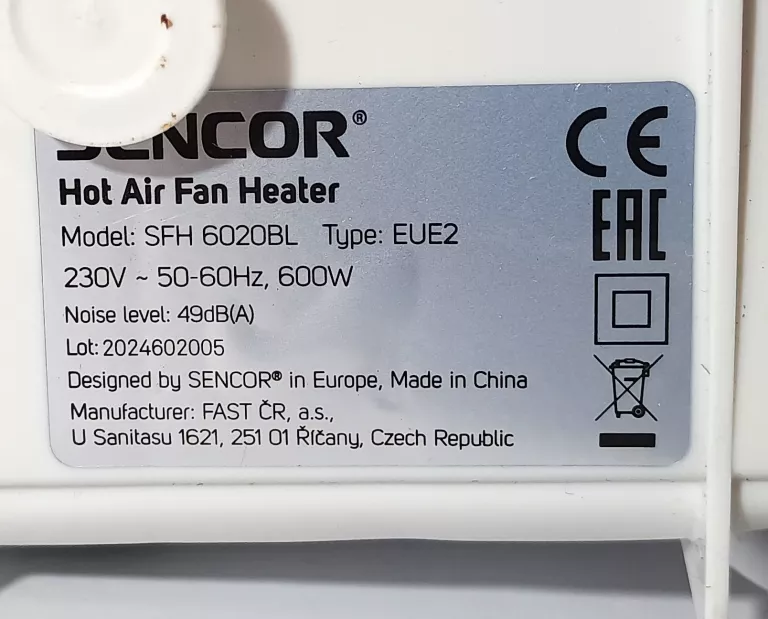 SENCOR®
Hot Air Fan Heater
Model: SFH 6020BL Type: EUE2
230V ~ 50-60Hz, 600W
Noise level: 49dB(A)
Lot: 2024602005
Designed by SENCOR® in Europe, Made in China
Manufacturer: FAST ČR, a.s.,
U Sanitasu 1621, 251 01 Říčany, Czech Republic
CE
EAC